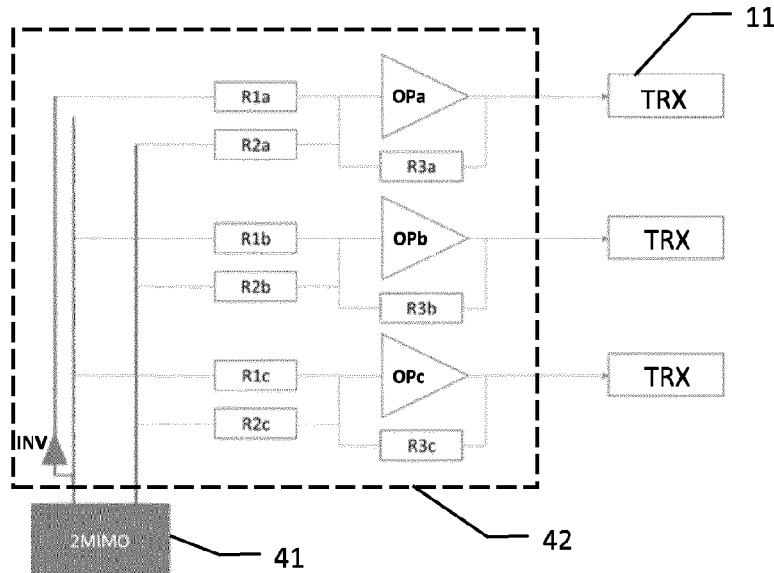 11
R1a
OPa
TRX
R2a
R3a
R1b
OPb
TRX
R2b
R3b
R1c
OPc
TRX
R2c
R3c
INV
2MIMO
41
42